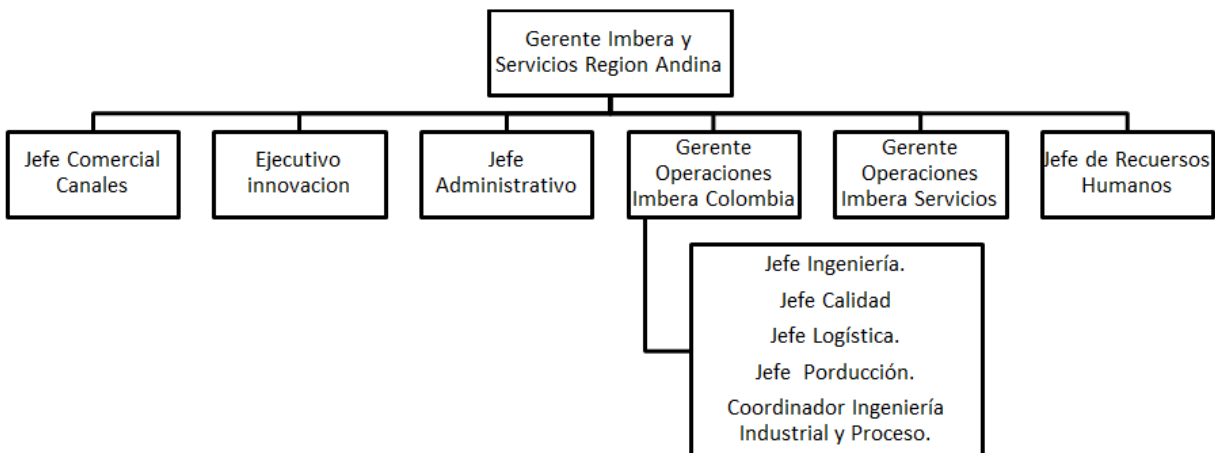 Gerente Imbera y
Servicios Region Andina
Jefe Comercial
Canales
Ejecutivo
innovacion
Jefe
Administrativo
Gerente
Operaciones
Imbera Colombia
Gerente
Operaciones
Imbera Servicios
Jefe de Recuersos
Humanos
Jefe Ingeniería.
Jefe Calidad
Jefe Logística.
Jefe Porducción.
Coordinador Ingeniería
Industrial y Proceso.